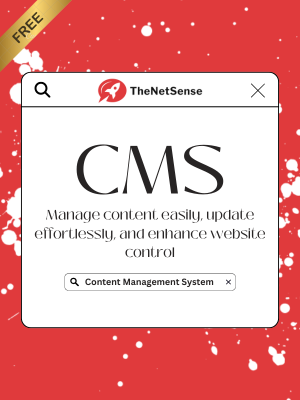 FREE
TheNetSense
CMS
Manage content easily, update
effortlessly, and enhance website
control
Content Management System